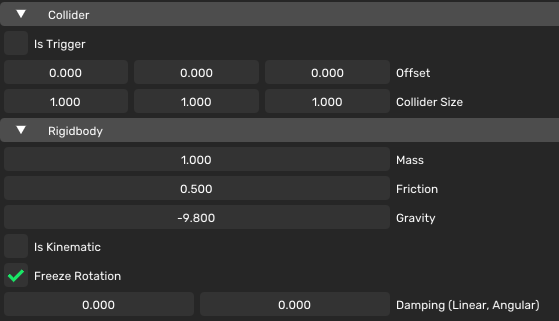 Collider
Is Trigger
0.000 0.000 0.000 Offset
1.000 1.000 1.000 Collider Size
Rigidbody
1.000 Mass
0.500 Friction
-9.800 Gravity
Is Kinematic
Freeze Rotation
0.000 0.000 Damping (Linear, Angular)